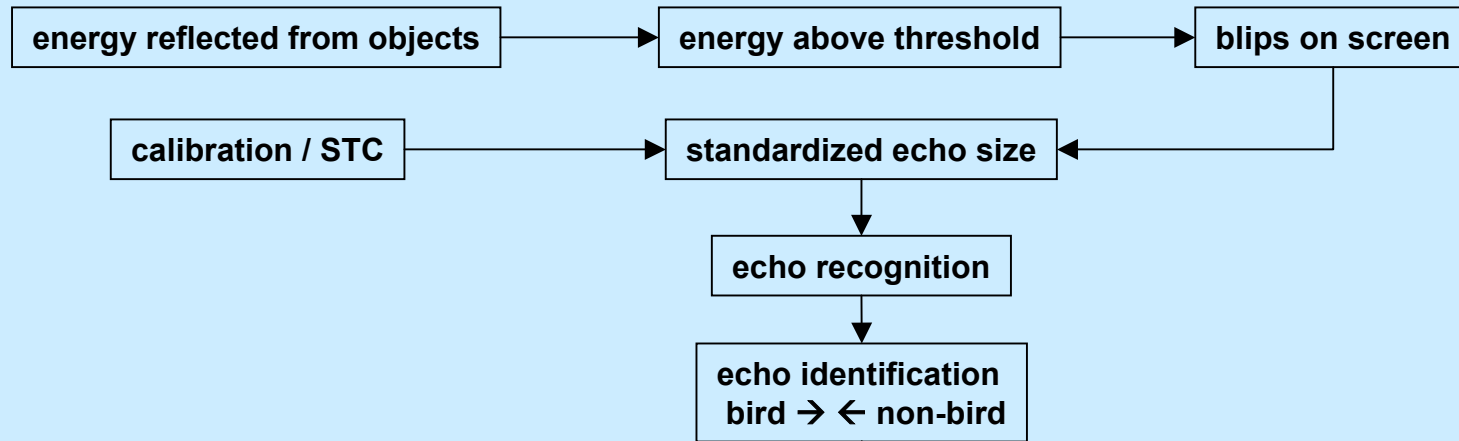 energy reflected from objects
energy above threshold
blips on screen
calibration / STC
standardized echo size
echo recognition
echo identification
bird → ← non-bird